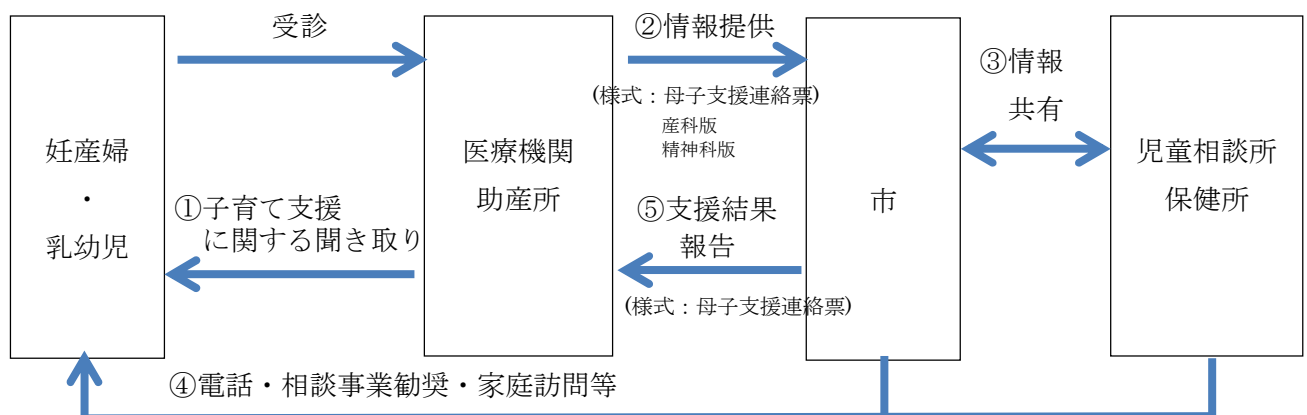 受診
②情報提供
(様式：母子支援連絡票)
産科版
精神科版
③情報
共有
妊産婦
・
乳幼児
医療機関
助産所
市
児童相談所
保健所
①子育て支援
に関する聞き取り
⑤支援結果
報告
(様式：母子支援連絡票)
④電話・相談事業勧奨・家庭訪問等